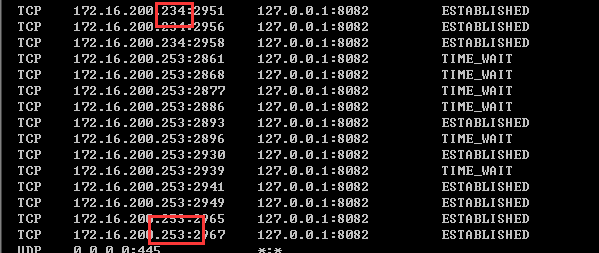 TCP 172.16.200.234:2951 127.0.0.1:8082 ESTABLISHED
TCP 172.16.200.234:2956 127.0.0.1:8082 ESTABLISHED
TCP 172.16.200.234:2958 127.0.0.1:8082 ESTABLISHED
TCP 172.16.200.253:2861 127.0.0.1:8082 TIME_WAIT
TCP 172.16.200.253:2868 127.0.0.1:8082 TIME_WAIT
TCP 172.16.200.253:2877 127.0.0.1:8082 TIME_WAIT
TCP 172.16.200.253:2886 127.0.0.1:8082 TIME_WAIT
TCP 172.16.200.253:2893 127.0.0.1:8082 ESTABLISHED
TCP 172.16.200.253:2896 127.0.0.1:8082 TIME_WAIT
TCP 172.16.200.253:2930 127.0.0.1:8082 ESTABLISHED
TCP 172.16.200.253:2939 127.0.0.1:8082 TIME_WAIT
TCP 172.16.200.253:2941 127.0.0.1:8082 ESTABLISHED
TCP 172.16.200.253:2949 127.0.0.1:8082 ESTABLISHED
TCP 172.16.200.253:2965 127.0.0.1:8082 ESTABLISHED
TCP 172.16.200.253:2967 127.0.0.1:8082 ESTABLISHED
UDP 0.0.0.0:445 *:*